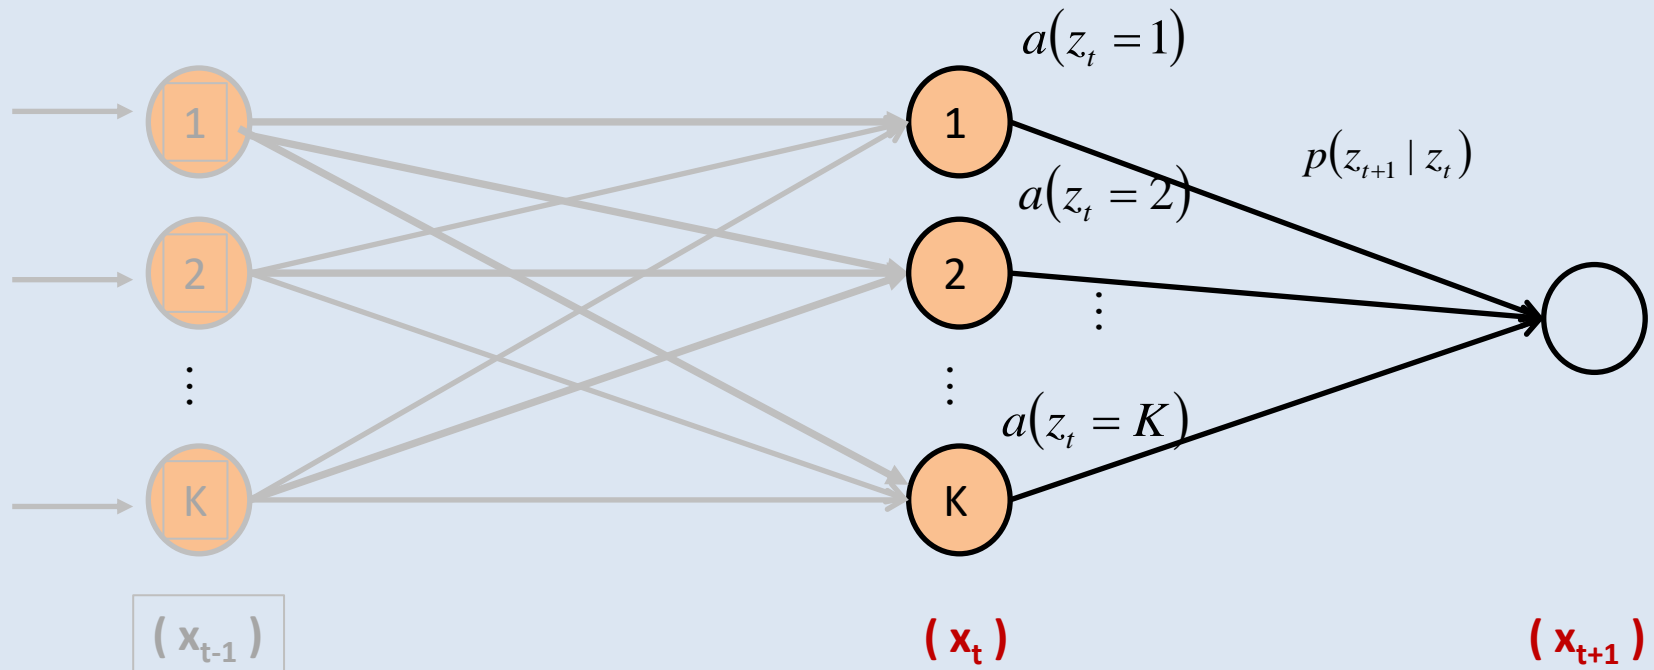 a(z_t = 1)
1 1 p(z_{t+1} | z_t)
a(z_t = 2)
2 2
⋮
⋮ ⋮
a(z_t = K)
K K
( x_{t-1} ) ( x_t ) ( x_{t+1} )